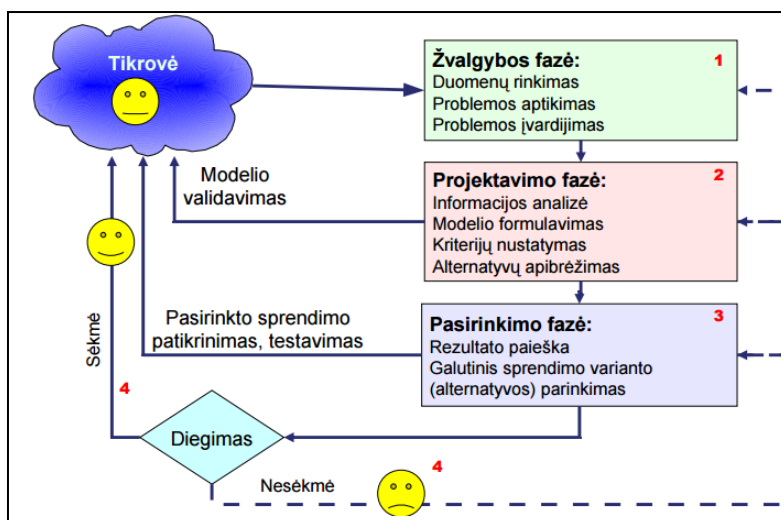 Tikrovė
Žvalgybos fazė:
1
Duomenų rinkimas
Problemos aptikimas
Problemos įvardijimas
Modelio
validavimas
Projektavimo fazė:
2
Informacijos analizė
Modelio formulavimas
Kriterijų nustatymas
Alternatyvų apibrėžimas
Pasirinkto sprendimo
patikrinimas, testavimas
Pasirinkimo fazė:
3
Rezultato paieška
Galutinis sprendimo varianto
(alternatyvos) parinkimas
Sėkmė
4
Diegimas
Nesėkmė
4